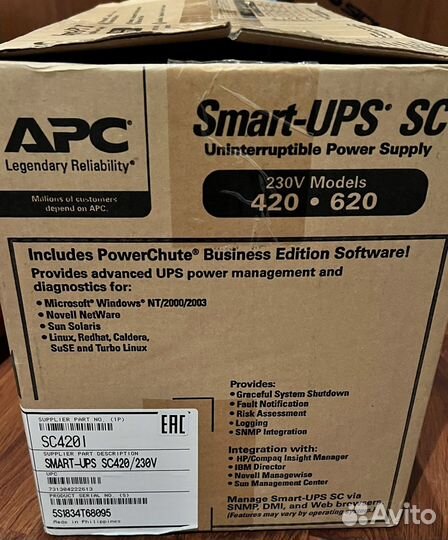 APC
Legendary Reliability®
Millions of customers
depend on APC.
Smart-UPS® SC
Uninterruptible Power Supply
230V Models
420 • 620
Includes PowerChute® Business Edition Software!
Provides advanced UPS power management and
diagnostics for:
• Microsoft® Windows® NT/2000/2003
• Novell NetWare
• Sun Solaris
• Linux, Redhat, Caldera,
SuSE and Turbo Linux
Provides:
• Graceful System Shutdown
• Fault Notification
• Risk Assessment
• Logging
• SNMP Integration
Integration with:
• HP/Compaq Insight Manager
• IBM Director
• Novell Managewise
• Sun Management Center
Manage Smart-UPS SC via
SNMP, DMI, and Web browsers
(Features may vary by operating
SUPPLIER PART NO. (1P)
SC420I
EAC
SUPPLIER PART DESCRIPTION
SMART-UPS SC420/230V
UPC
731304222613
PRODUCT SERIAL NO. (S)
5S1834T68095
Made in Philippines
Avito